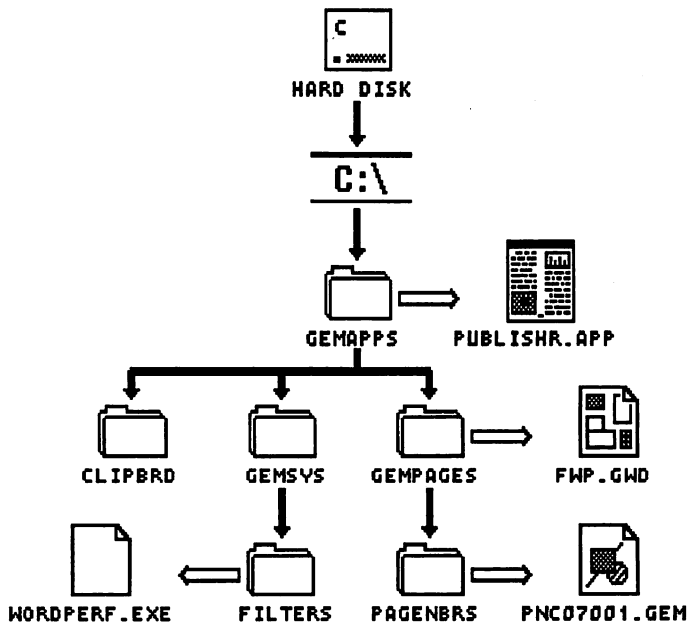 C
HARD DISK
C:\
GEMAPPS
PUBLISHR.APP
CLIPBRD
GEMSYS
GEMPAGES
FWP.GWD
WORDPERF.EXE
FILTERS
PAGENBRS
PNC07001.GEM